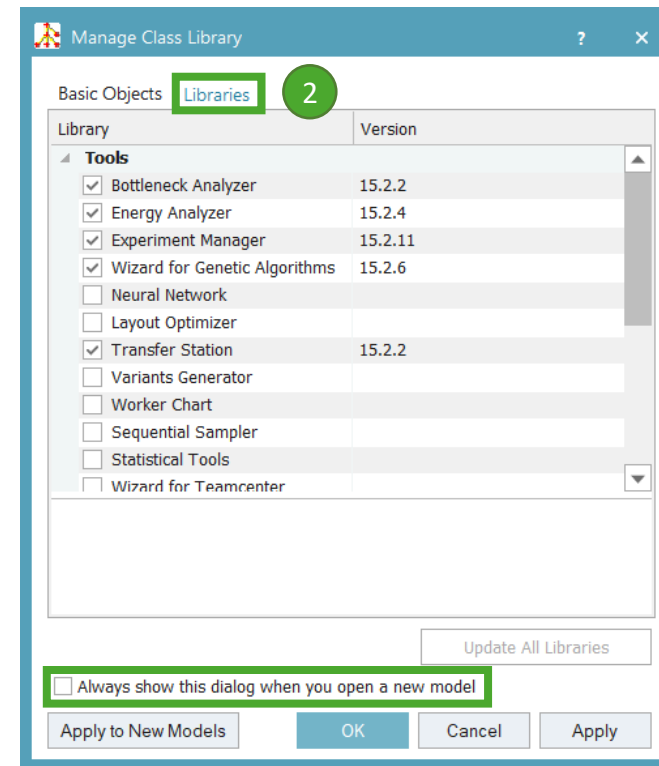 Manage Class Library ? ×
Basic Objects Libraries 2
Library Version
Tools
Bottleneck Analyzer 15.2.2
Energy Analyzer 15.2.4
Experiment Manager 15.2.11
Wizard for Genetic Algorithms 15.2.6
Neural Network
Layout Optimizer
Transfer Station 15.2.2
Variants Generator
Worker Chart
Sequential Sampler
Statistical Tools
Wizard for Teamcenter
Update All Libraries
Always show this dialog when you open a new model
Apply to New Models OK Cancel Apply